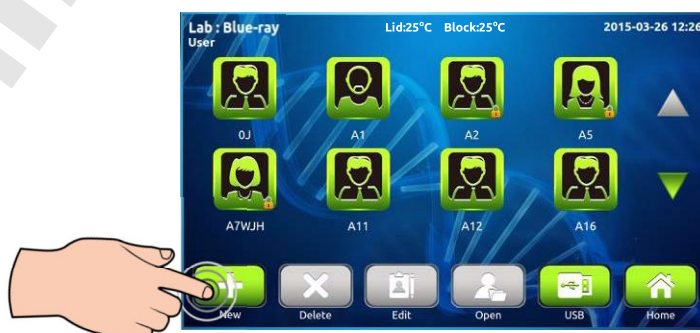 Lab : Blue-ray Lid:25°C Block:25°C 2015-03-26 12:26
User
0J A1 A2 A5
A7WJH A11 A12 A16
New Delete Edit Open USB Home